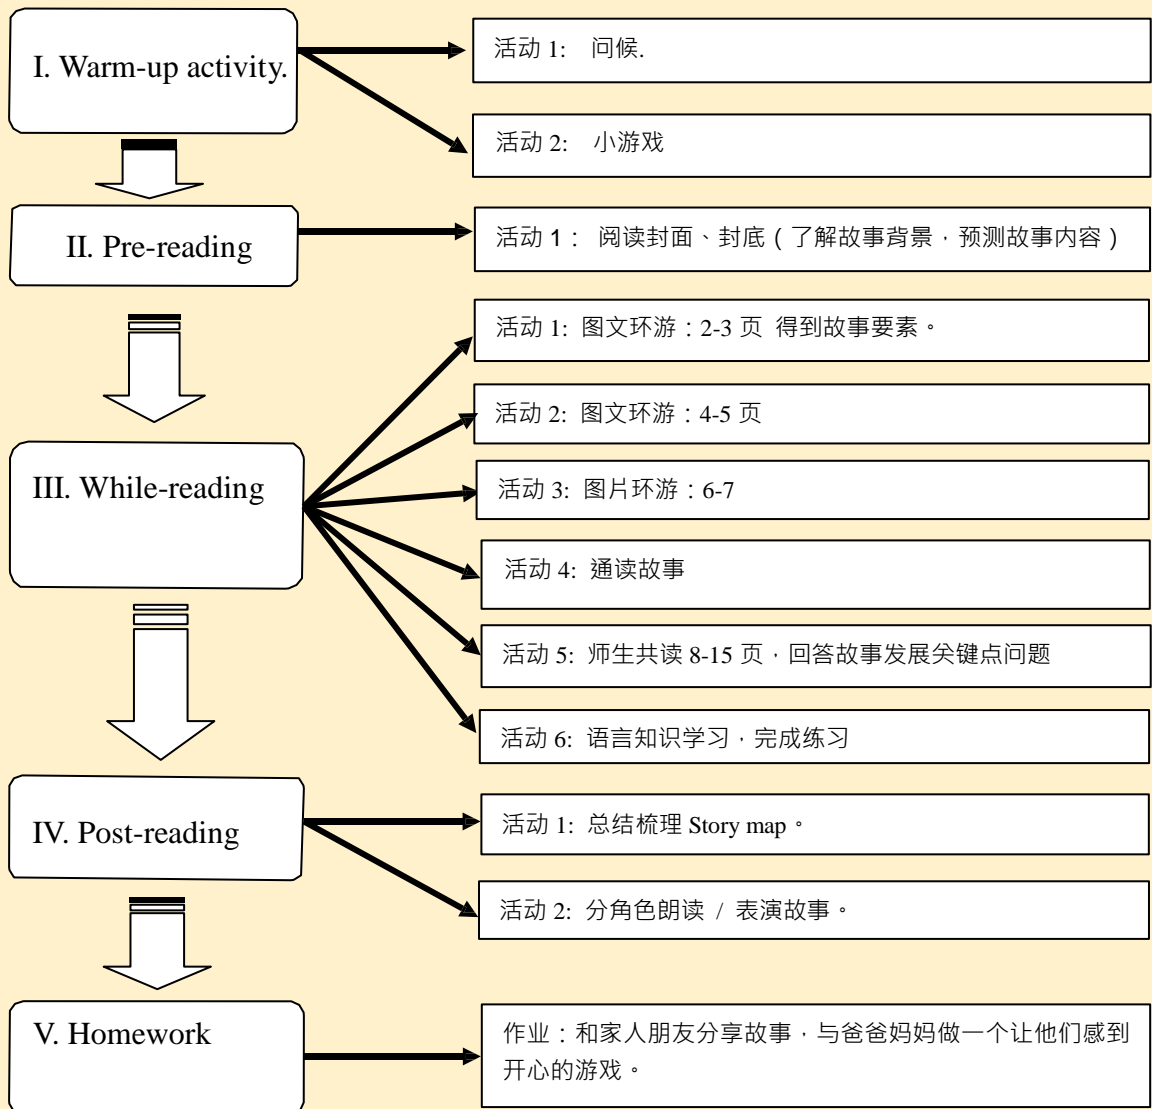 I. Warm-up activity.
活动 1: 问候.
活动 2: 小游戏
II. Pre-reading
活动 1： 阅读封面、封底（了解故事背景，预测故事内容）
III. While-reading
活动 1: 图文环游：2-3 页 得到故事要素。
活动 2: 图文环游：4-5 页
活动 3: 图片环游：6-7
活动 4: 通读故事
活动 5: 师生共读 8-15 页，回答故事发展关键点问题
活动 6: 语言知识学习，完成练习
IV. Post-reading
活动 1: 总结梳理 Story map。
活动 2: 分角色朗读 / 表演故事。
V. Homework
作业：和家人朋友分享故事，与爸爸妈妈做一个让他们感到
开心的游戏。